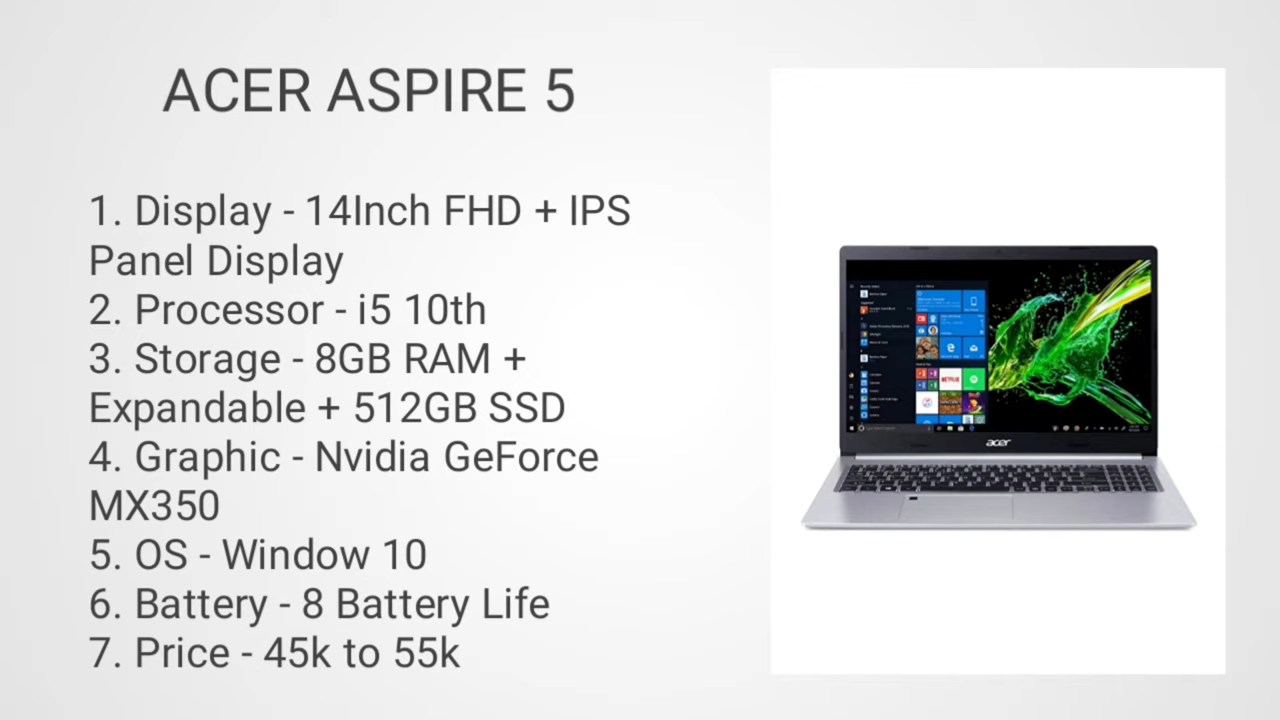 ACER ASPIRE 5
1. Display - 14Inch FHD + IPS
Panel Display
2. Processor - i5 10th
3. Storage - 8GB RAM +
Expandable + 512GB SSD
4. Graphic - Nvidia GeForce
MX350
5. OS - Window 10
6. Battery - 8 Battery Life
7. Price - 45k to 55k
NETFLIX
acer